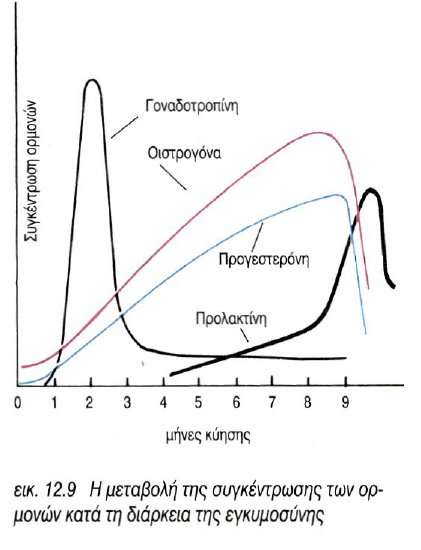 Συγκέντρωση ορμονών
Γοναδοτροπίνη
Οιστρογόνα
Προγεστερόνη
Προλακτίνη
0 1 2 3 4 5 6 7 8 9
μήνες κύησης
εικ. 12.9 Η μεταβολή της συγκέντρωσης των ορ-
μονών κατά τη διάρκεια της εγκυμοσύνης